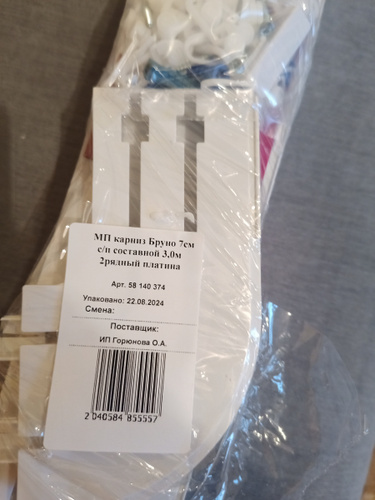 МП карниз Бруно 7см
с/п составной 3,0м
2рядный платина
Арт. 58 140 374
Упаковано: 22.08.2024
Смена:
Поставщик:
ИП Горюнова О.А.
2 040584 855557